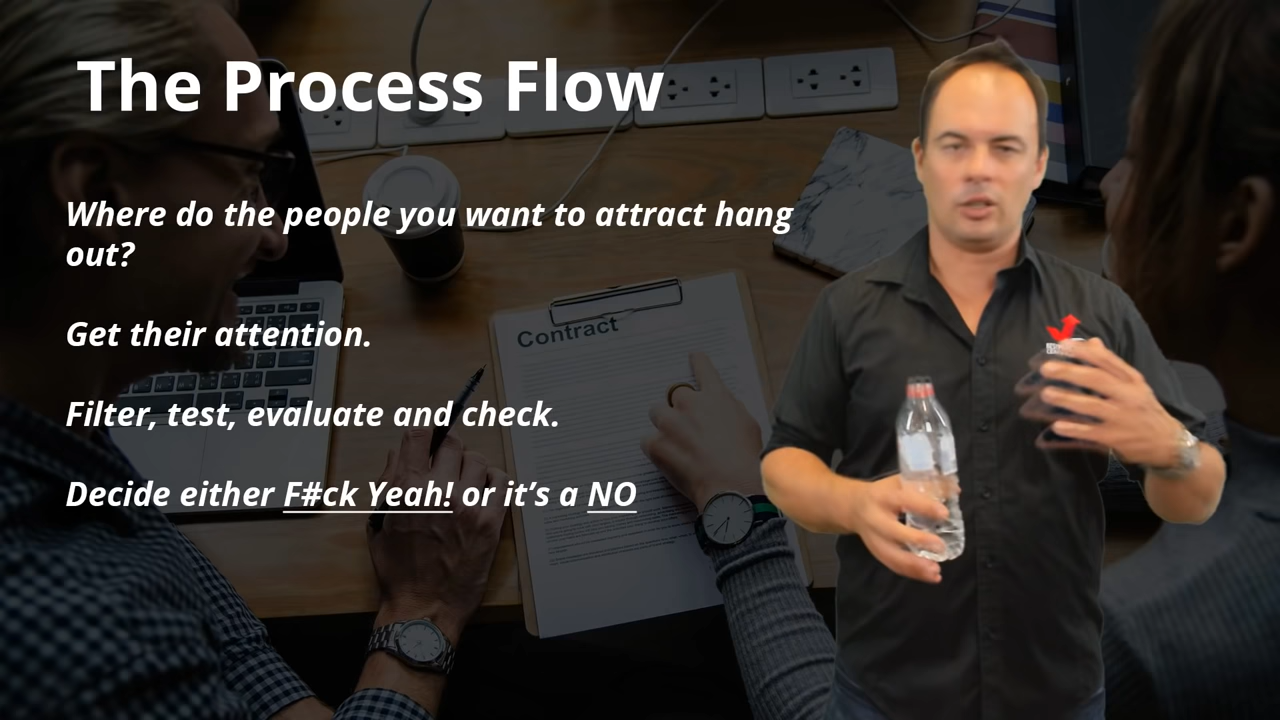 The Process Flow
Where do the people you want to attract hang
out?
Get their attention.
Filter, test, evaluate and check.
Decide either F#ck Yeah! or it’s a NO
Contract